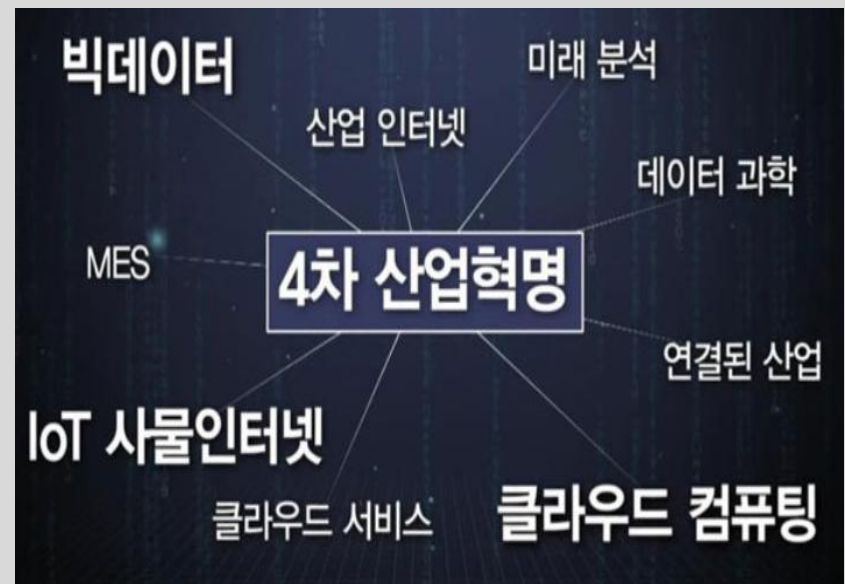 빅데이터
미래 분석
산업 인터넷
데이터 과학
MES
4차 산업혁명
연결된 산업
IoT 사물인터넷
클라우드 서비스
클라우드 컴퓨팅